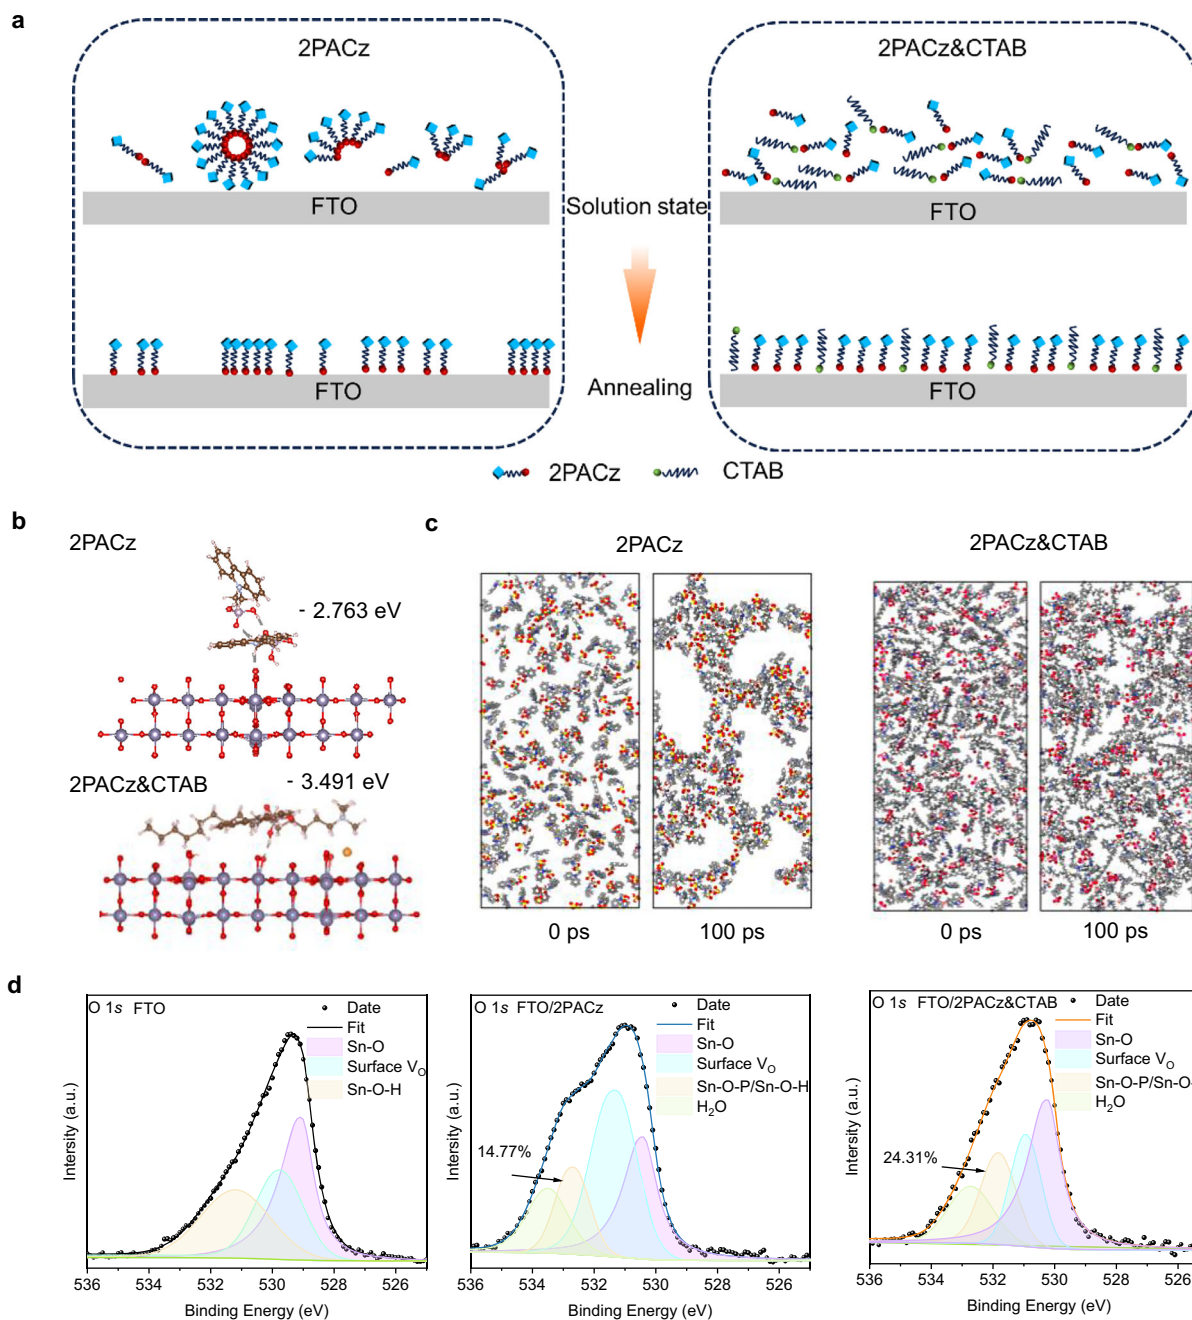 a
2PACz
2PACz&CTAB
FTO
Solution state
FTO
FTO
Annealing
FTO
2PACz
CTAB
b
2PACz
- 2.763 eV
2PACz&CTAB
- 3.491 eV
c
2PACz
2PACz&CTAB
0 ps
100 ps
0 ps
100 ps
d
O 1s FTO
Date
Fit
Sn-O
Surface VO
Sn-O-H
Intersity (a.u.)
536 534 532 530 528 526
Binding Energy (eV)
O 1s FTO/2PACz
Date
Fit
Sn-O
Surface VO
Sn-O-P/Sn-O-H
H2O
14.77%
Intersity (a.u.)
536 534 532 530 528 526
Binding Energy (eV)
O 1s FTO/2PACz&CTAB
Date
Fit
Sn-O
Surface VO
Sn-O-P/Sn-O-
H2O
24.31%
Intersity (a.u.)
536 534 532 530 528 526
Binding Energy (eV)